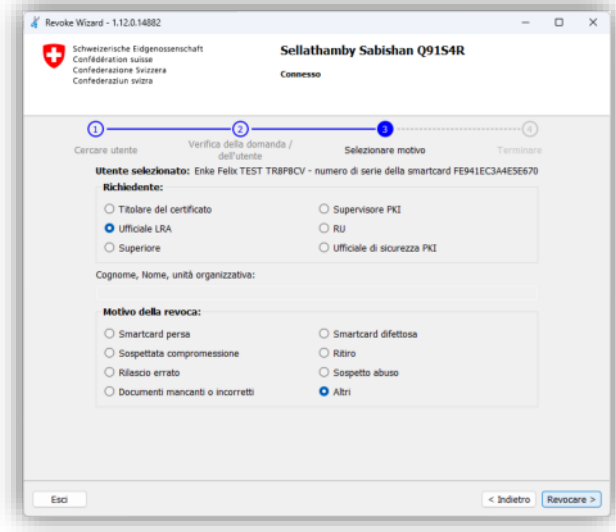 Revoke Wizard - 1.12.0.14882
Schweizerische Eidgenossenschaft
Confédération suisse
Confederazione Svizzera
Confederaziun svizra
Sellathamby Sabishan Q91S4R
Connesso
1
2
3
4
Cercare utente
Verifica della domanda /
dell'utente
Selezionare motivo
Terminare
Utente selezionato: Enke Felix TEST TR8P8CV - numero di serie della smartcard FE941EC3A4E5E670
Richiedente:
Titolare del certificato
Supervisore PKI
Ufficiale LRA
RU
Superiore
Ufficiale di sicurezza PKI
Cognome, Nome, unità organizzativa:
Motivo della revoca:
Smartcard persa
Smartcard difettosa
Sospettata compromessione
Ritiro
Rilascio errato
Sospetto abuso
Documenti mancanti o incorretti
Altri
Esci
< Indietro
Revocare >